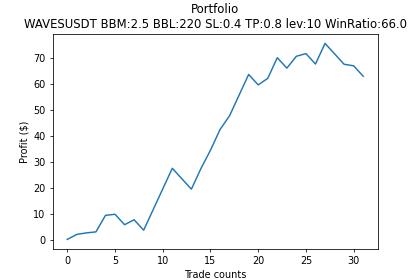 Portfolio
WAVESUSDT BBM:2.5 BBL:220 SL:0.4 TP:0.8 lev:10 WinRatio:66.0
Profit ($)
70
60
50
40
30
20
10
0
0 5 10 15 20 25 30
Trade counts